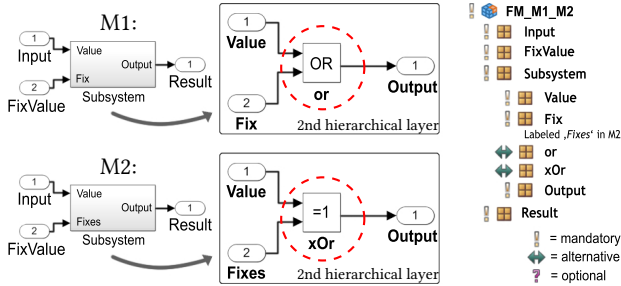 M1:
1
Input
2
FixValue
Value
Fix
Output
Subsystem
1
Result
1
Value
2
Fix
OR
or
1
Output
2nd hierarchical layer
M2:
1
Input
2
FixValue
Value
Fixes
Output
Subsystem
1
Result
1
Value
2
Fixes
=1
xOr
1
Output
2nd hierarchical layer
FM_M1_M2
Input
FixValue
Subsystem
Value
Fix
Labeled ‚Fixes‘ in M2
or
xOr
Output
Result
! = mandatory
= alternative
? = optional